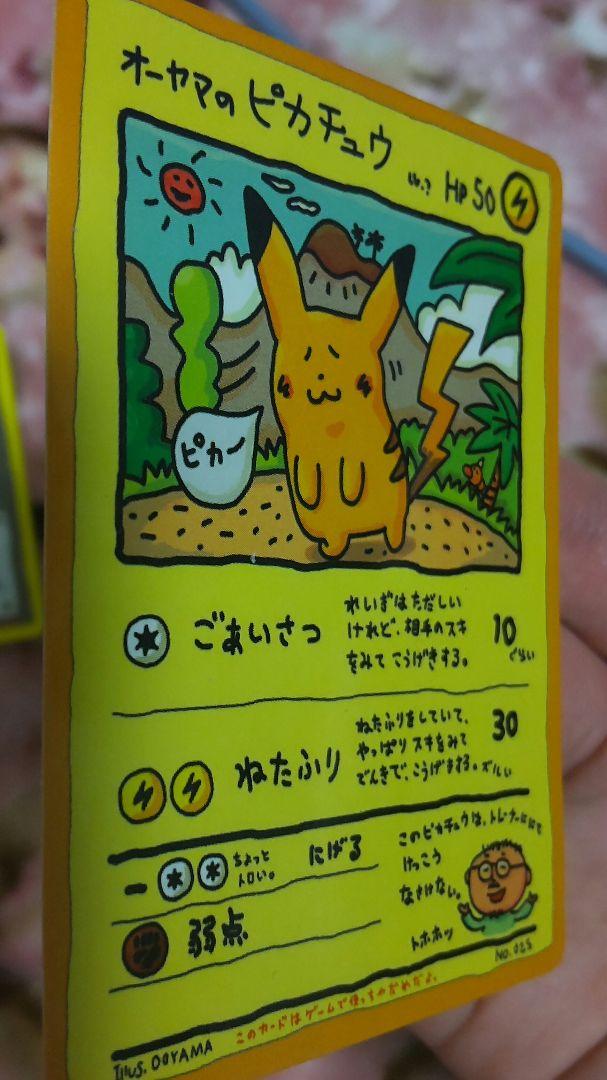 オーヤマの ピカチュウ
LV.? HP 50
ピカー
ごあいさつ
れいぎはただしい
けれど、相手のスキ
をみて こうげきする。
10
ぐらい
ねたふり
ねたふりをしていて、
やっぱり スキをみて
でんきで、こうげきする。ズルい
30
ー
ちょっと
トロい。
にげる
弱点
このピカチュウは、トレーナーににて
けっこう
なさけない。
トホホッ
NO. 025
このカードは ゲームで使っちゃだめだよ。
Illus. OOYAMA